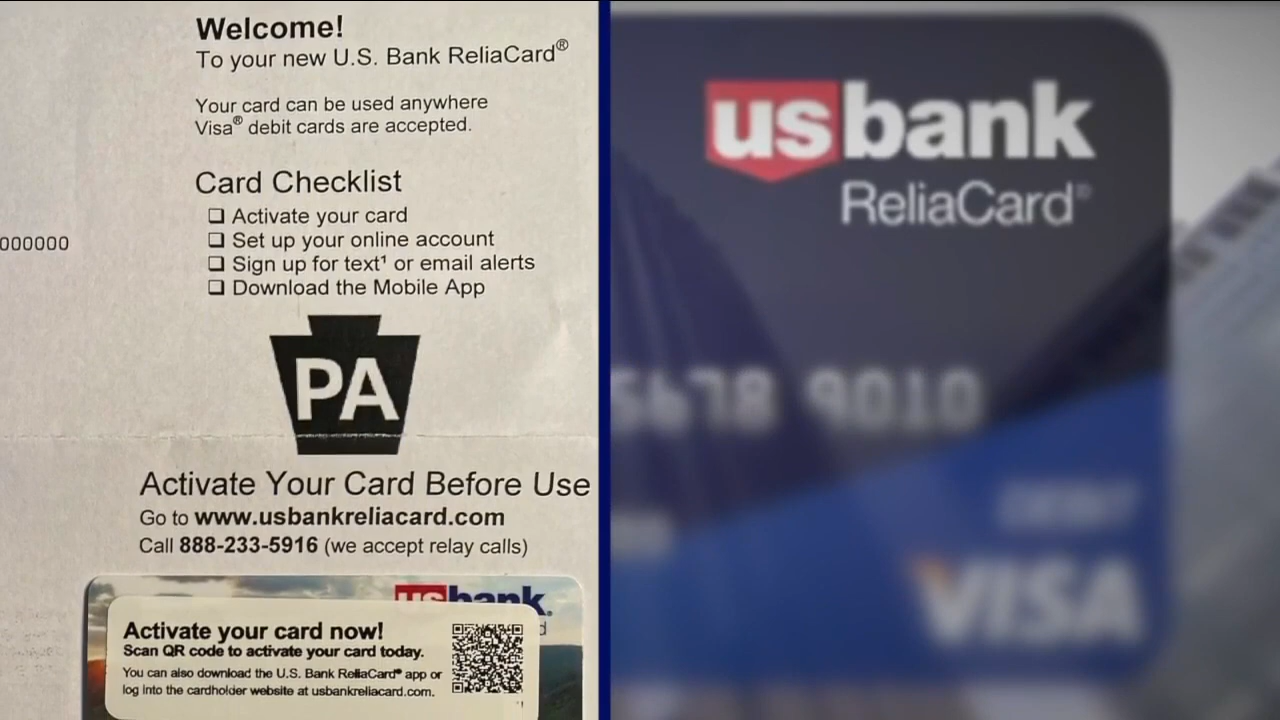 Welcome!
To your new U.S. Bank ReliaCard®
Your card can be used anywhere
Visa® debit cards are accepted.
Card Checklist
❑ Activate your card
❑ Set up your online account
❑ Sign up for text¹ or email alerts
❑ Download the Mobile App
000000
PA
Activate Your Card Before Use
Go to www.usbankreliacard.com
Call 888-233-5916 (we accept relay calls)
usbank.
Activate your card now!
Scan QR code to activate your card today.
You can also download the U.S. Bank ReliaCard® app or
log into the cardholder website at usbankreliacard.com.
usbank
ReliaCard®
5678 9010
DEBIT
VISA